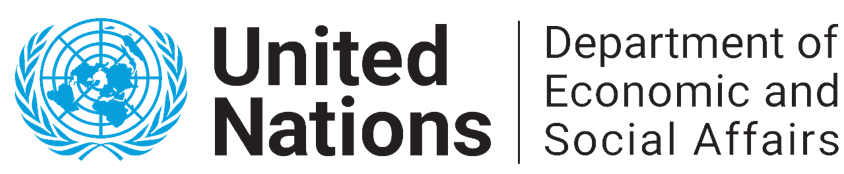 United
Nations
Department of
Economic and
Social Affairs